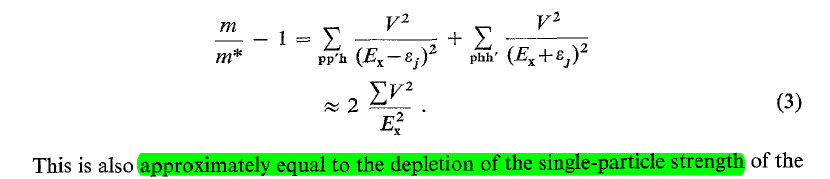 m/m* − 1 = Σ_{pp′h} V²/(E_x − ε_j)² + Σ_{phh′} V²/(E_x + ε_j)²
≈ 2 ΣV²/E_x² . (3)
This is also approximately equal to the depletion of the single-particle strength of the